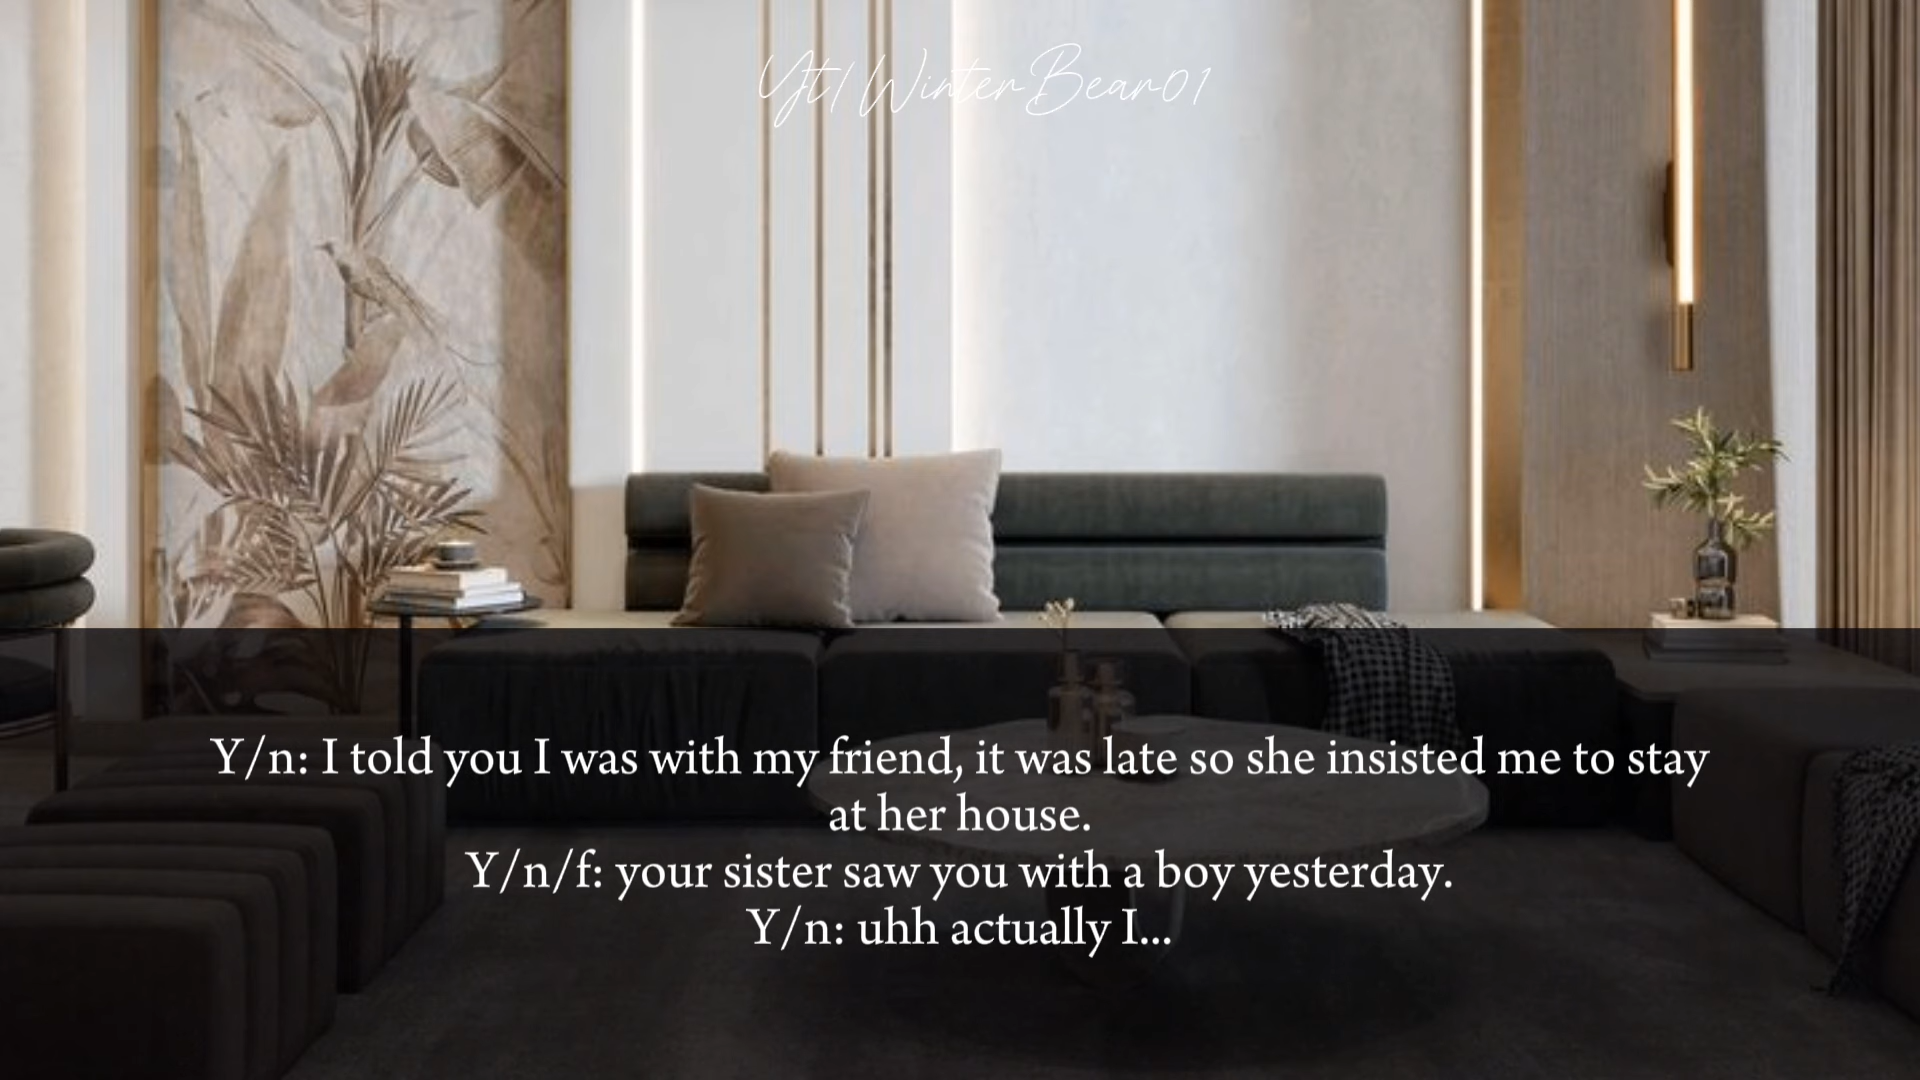 Yt/ WinterBear01
Y/n: I told you I was with my friend, it was late so she insisted me to stay
at her house.
Y/n/f: your sister saw you with a boy yesterday.
Y/n: uhh actually I...